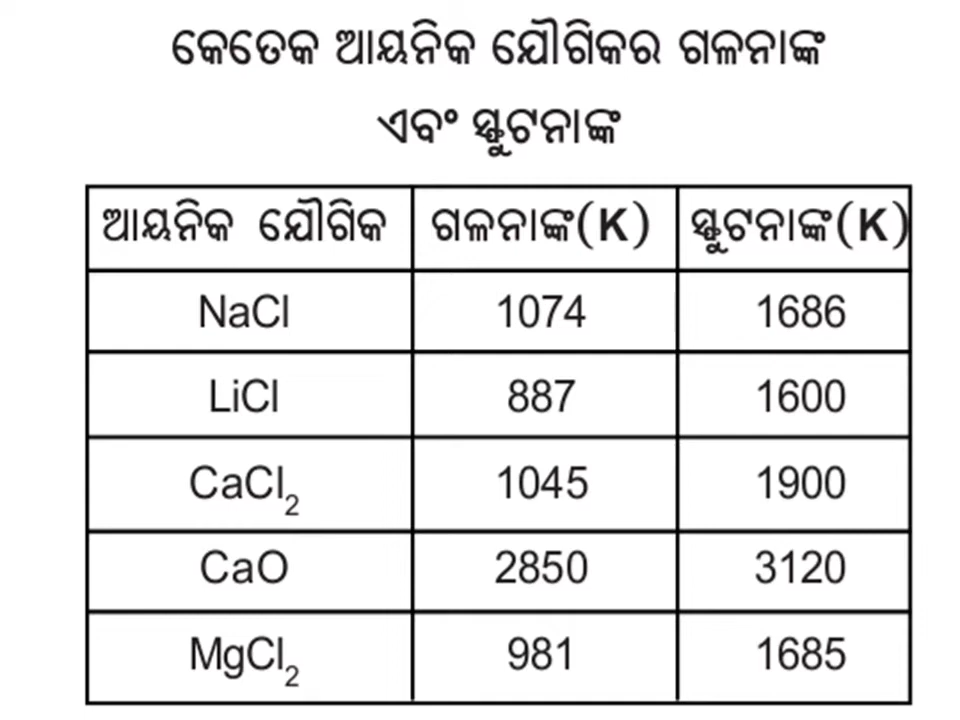 କେତେକ ଆୟନିକ ଯୌଗିକର ଗଳନାଙ୍କ
ଏବଂ ସ୍ଫୁଟନାଙ୍କ
ଆୟନିକ ଯୌଗିକ ଗଳନାଙ୍କ(K) ସ୍ଫୁଟନାଙ୍କ(K)
NaCl 1074 1686
LiCl 887 1600
CaCl₂ 1045 1900
CaO 2850 3120
MgCl₂ 981 1685